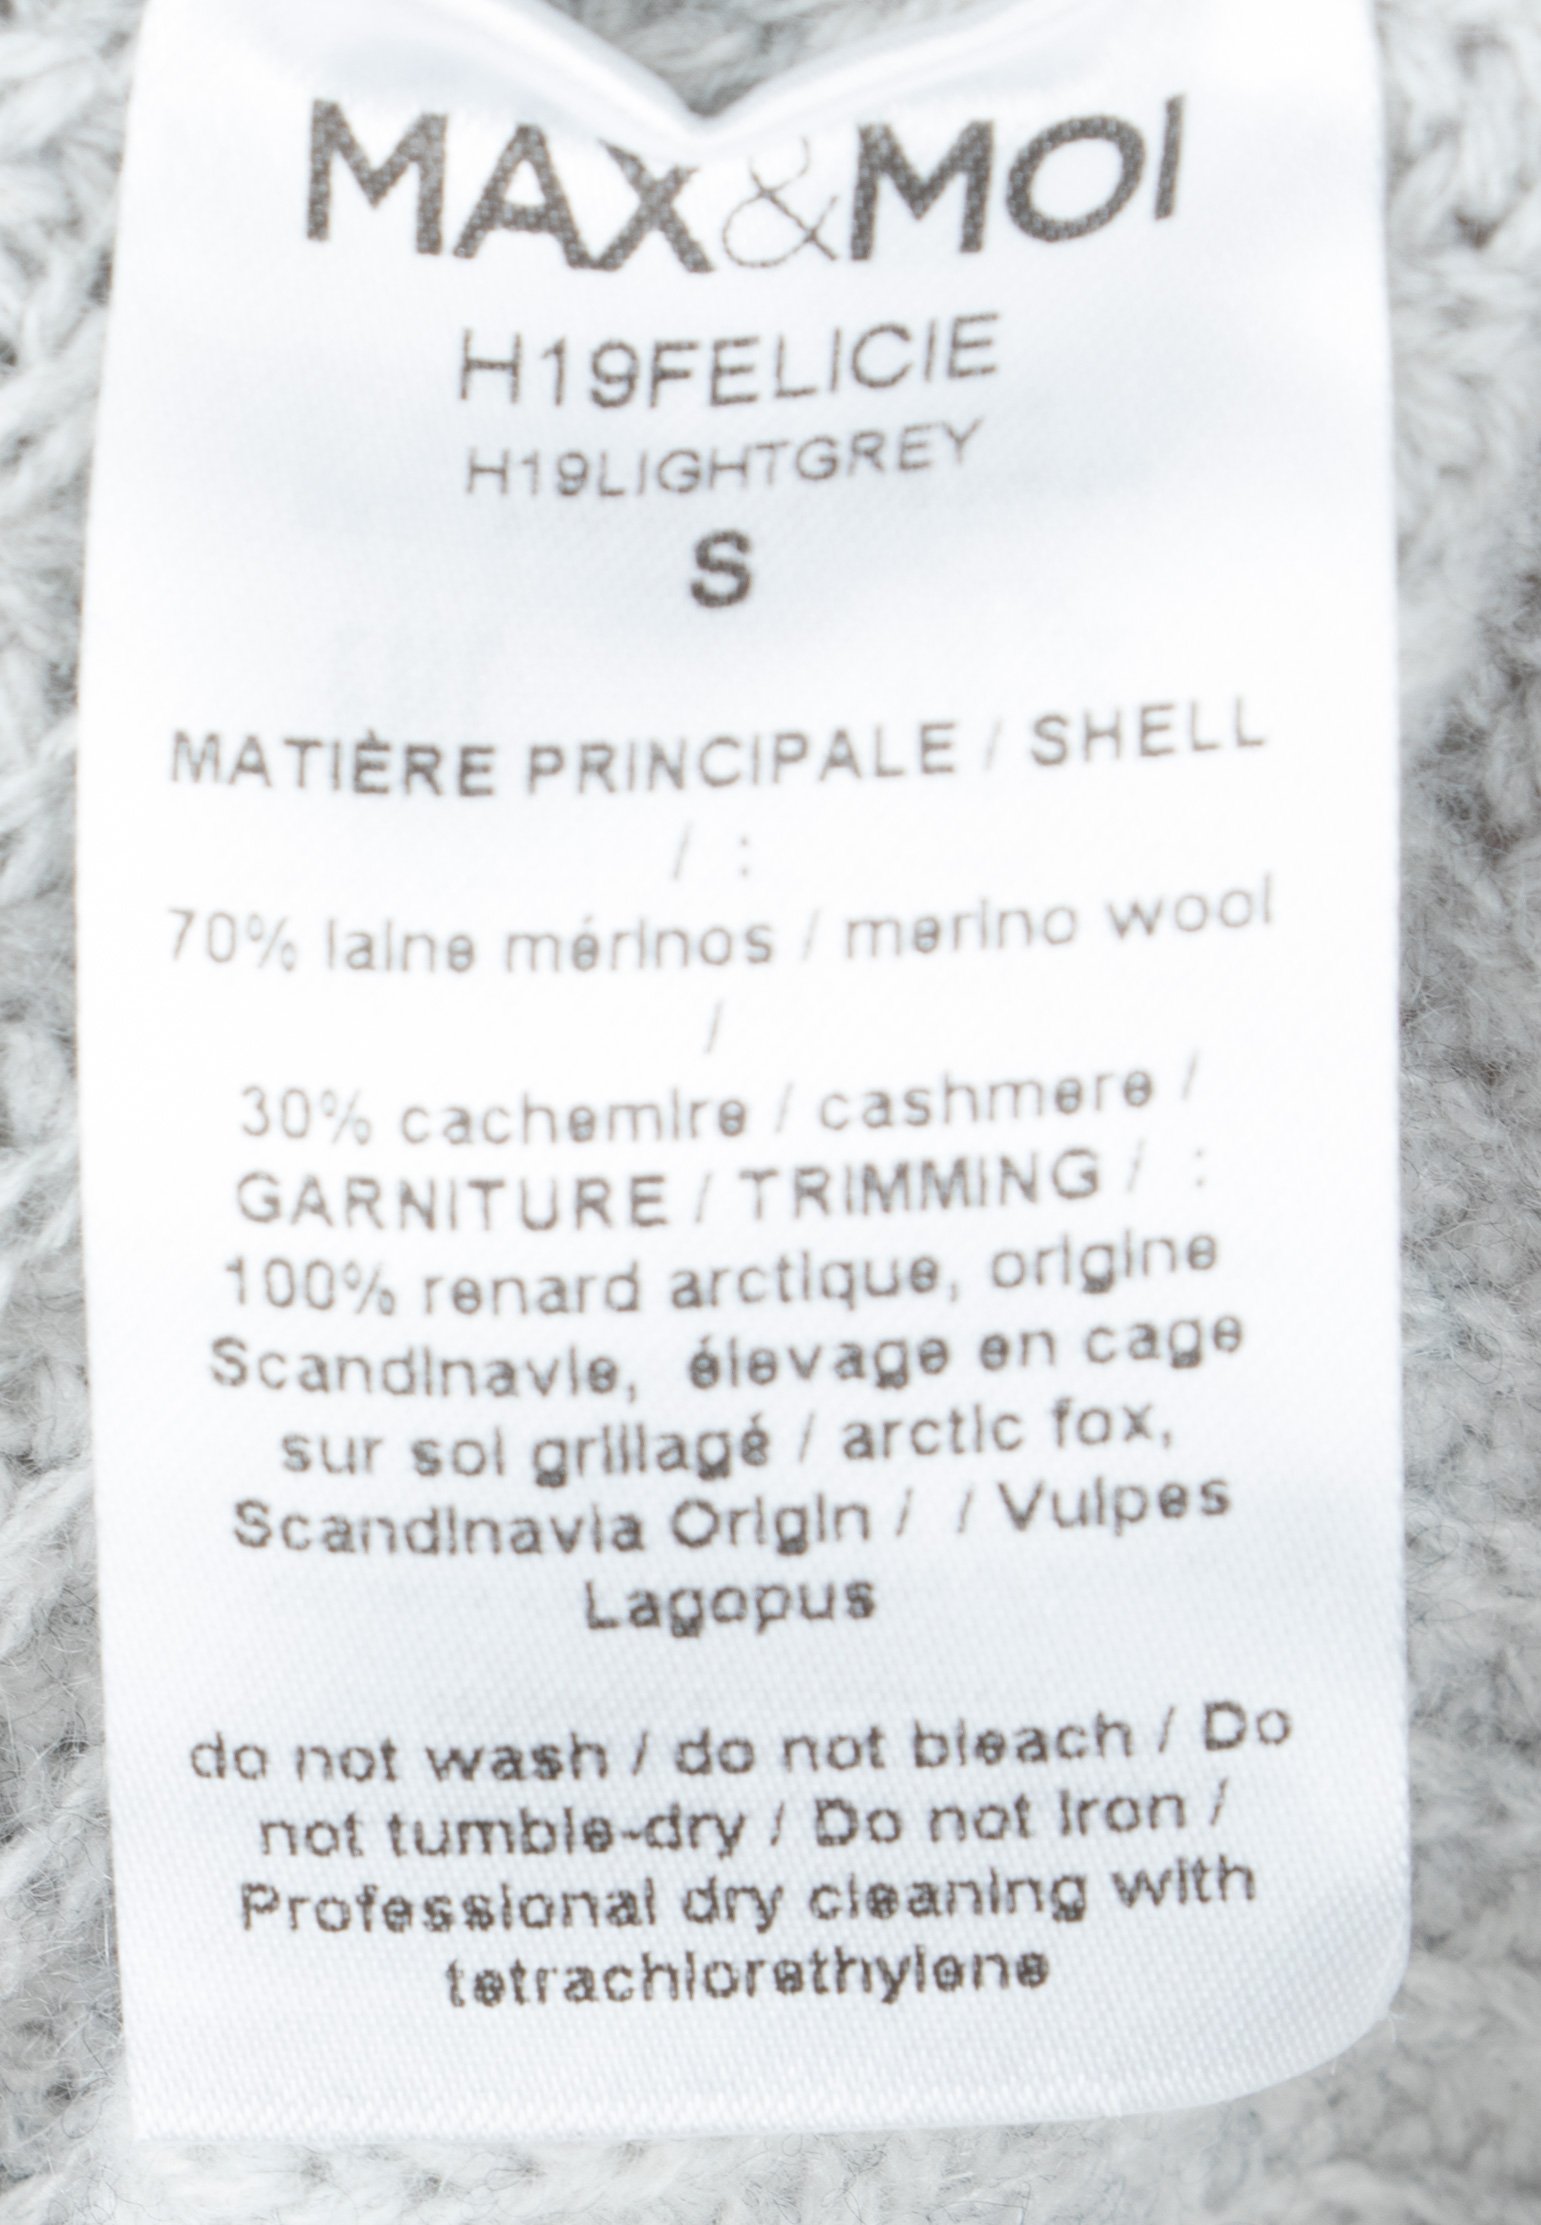 MAX&MOI
H19FELICIE
H19LIGHTGREY
S
MATIÈRE PRINCIPALE / SHELL
/ :
70% laine mérinos / merino wool
/
30% cachemire / cashmere /
GARNITURE / TRIMMING / :
100% renard arctique, origine
Scandinavie, élevage en cage
sur sol grillagé / arctic fox,
Scandinavia Origin / / Vulpes
Lagopus
do not wash / do not bleach / Do
not tumble-dry / Do not iron /
Professional dry cleaning with
tetrachlorethylene